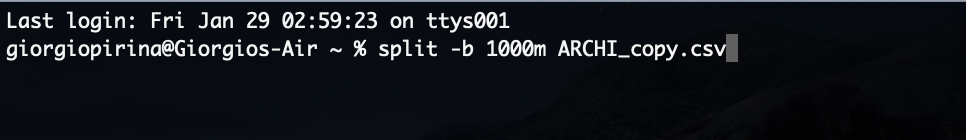 Last login: Fri Jan 29 02:59:23 on ttys001
giorgiopirina@Giorgios-Air ~ % split -b 1000m ARCHI_copy.csv